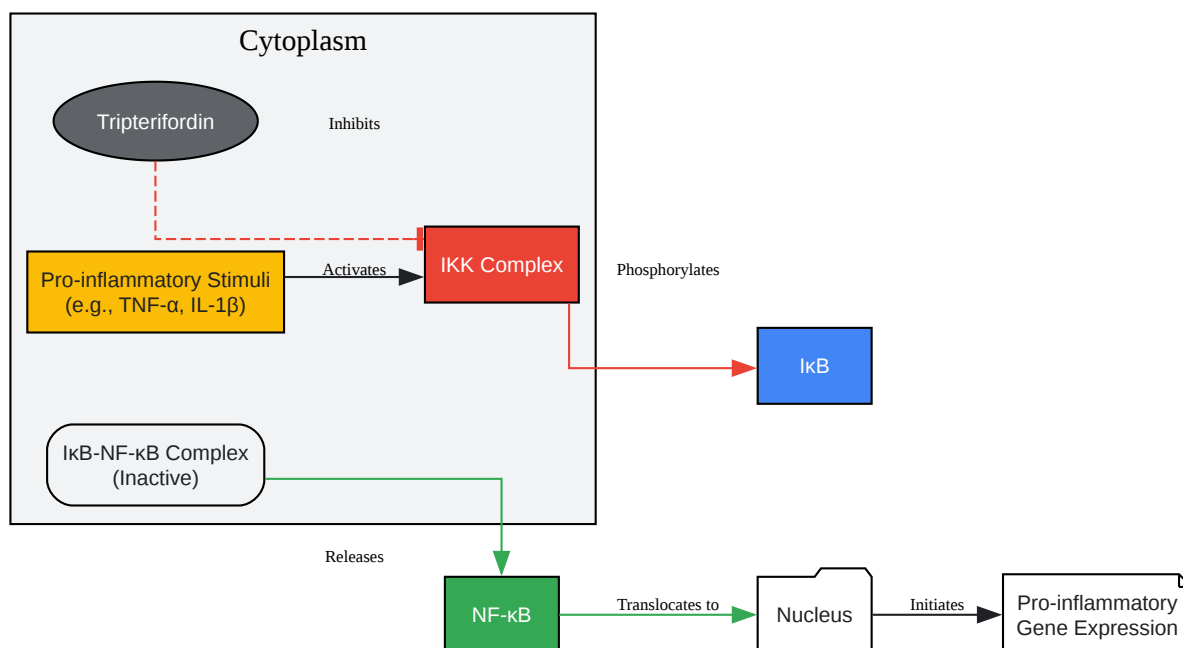 Cytoplasm
Tripterifordin
Inhibits
IKK Complex
Pro-inflammatory Stimuli
(e.g., TNF-α, IL-1β)
Activates
Phosphorylates
IκB
IκB-NF-κB Complex
(Inactive)
Releases
NF-κB
Translocates to
Nucleus
Initiates
Pro-inflammatory
Gene Expression